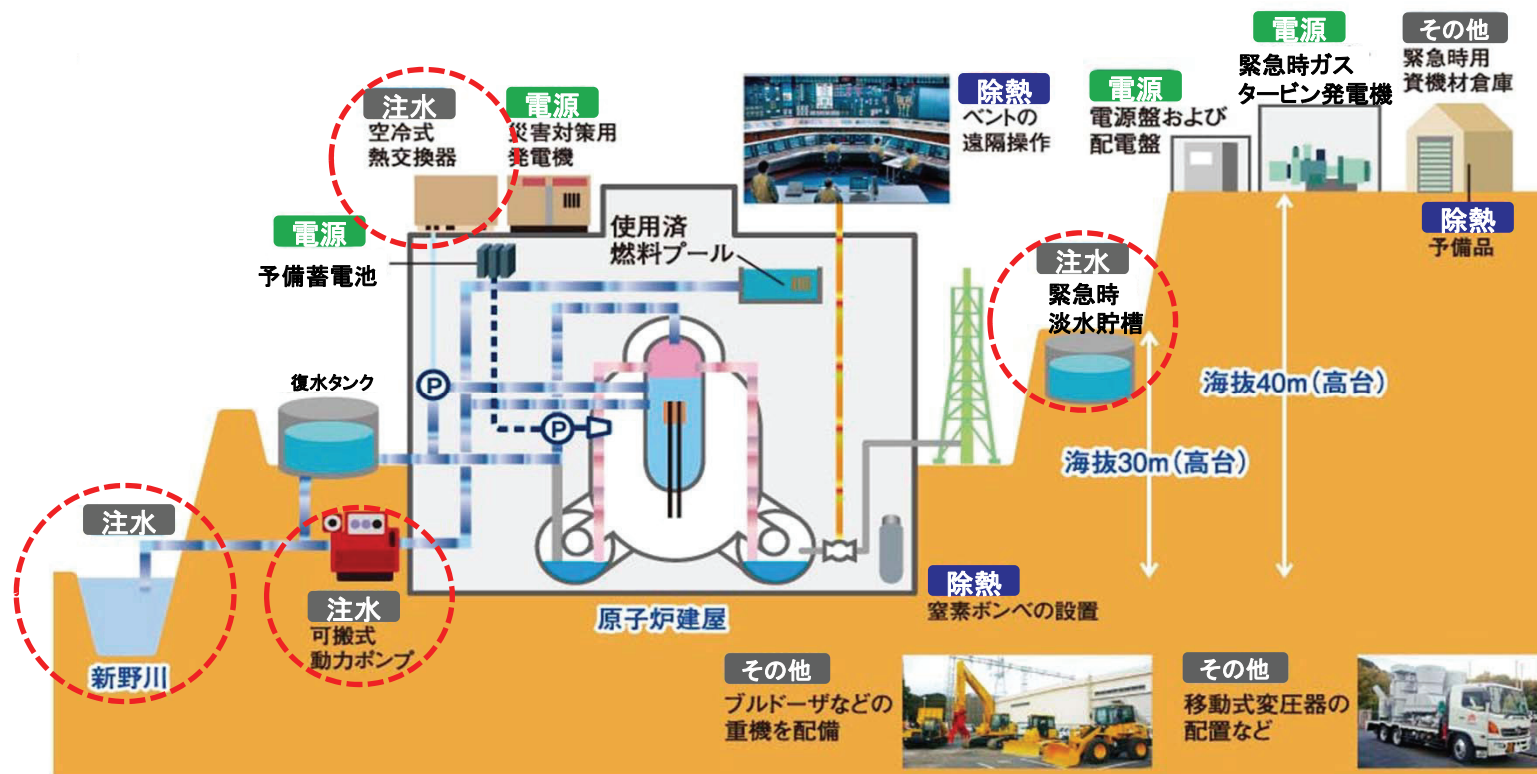 電源
緊急時ガス
タービン発電機
その他
緊急時用
資機材倉庫
注水
空冷式
熱交換器
電源
災害対策用
発電機
除熱
ベントの
遠隔操作
電源
電源盤および
配電盤
電源
予備蓄電池
使用済
燃料プール
注水
緊急時
淡水貯槽
除熱
予備品
復水タンク
P
P
海抜40m(高台)
海抜30m(高台)
注水
新野川
注水
可搬式
動力ポンプ
原子炉建屋
除熱
窒素ボンベの設置
その他
ブルドーザなどの
重機を配備
その他
移動式変圧器の
配置など